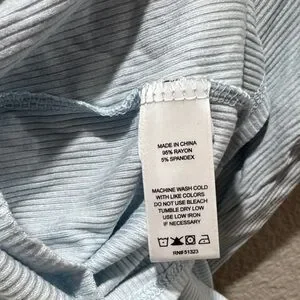 MADE IN CHINA
95% RAYON
5% SPANDEX
MACHINE WASH COLD
WITH LIKE COLORS
DO NOT USE BLEACH
TUMBLE DRY LOW
USE LOW IRON
IF NECESSARY
RN#51323